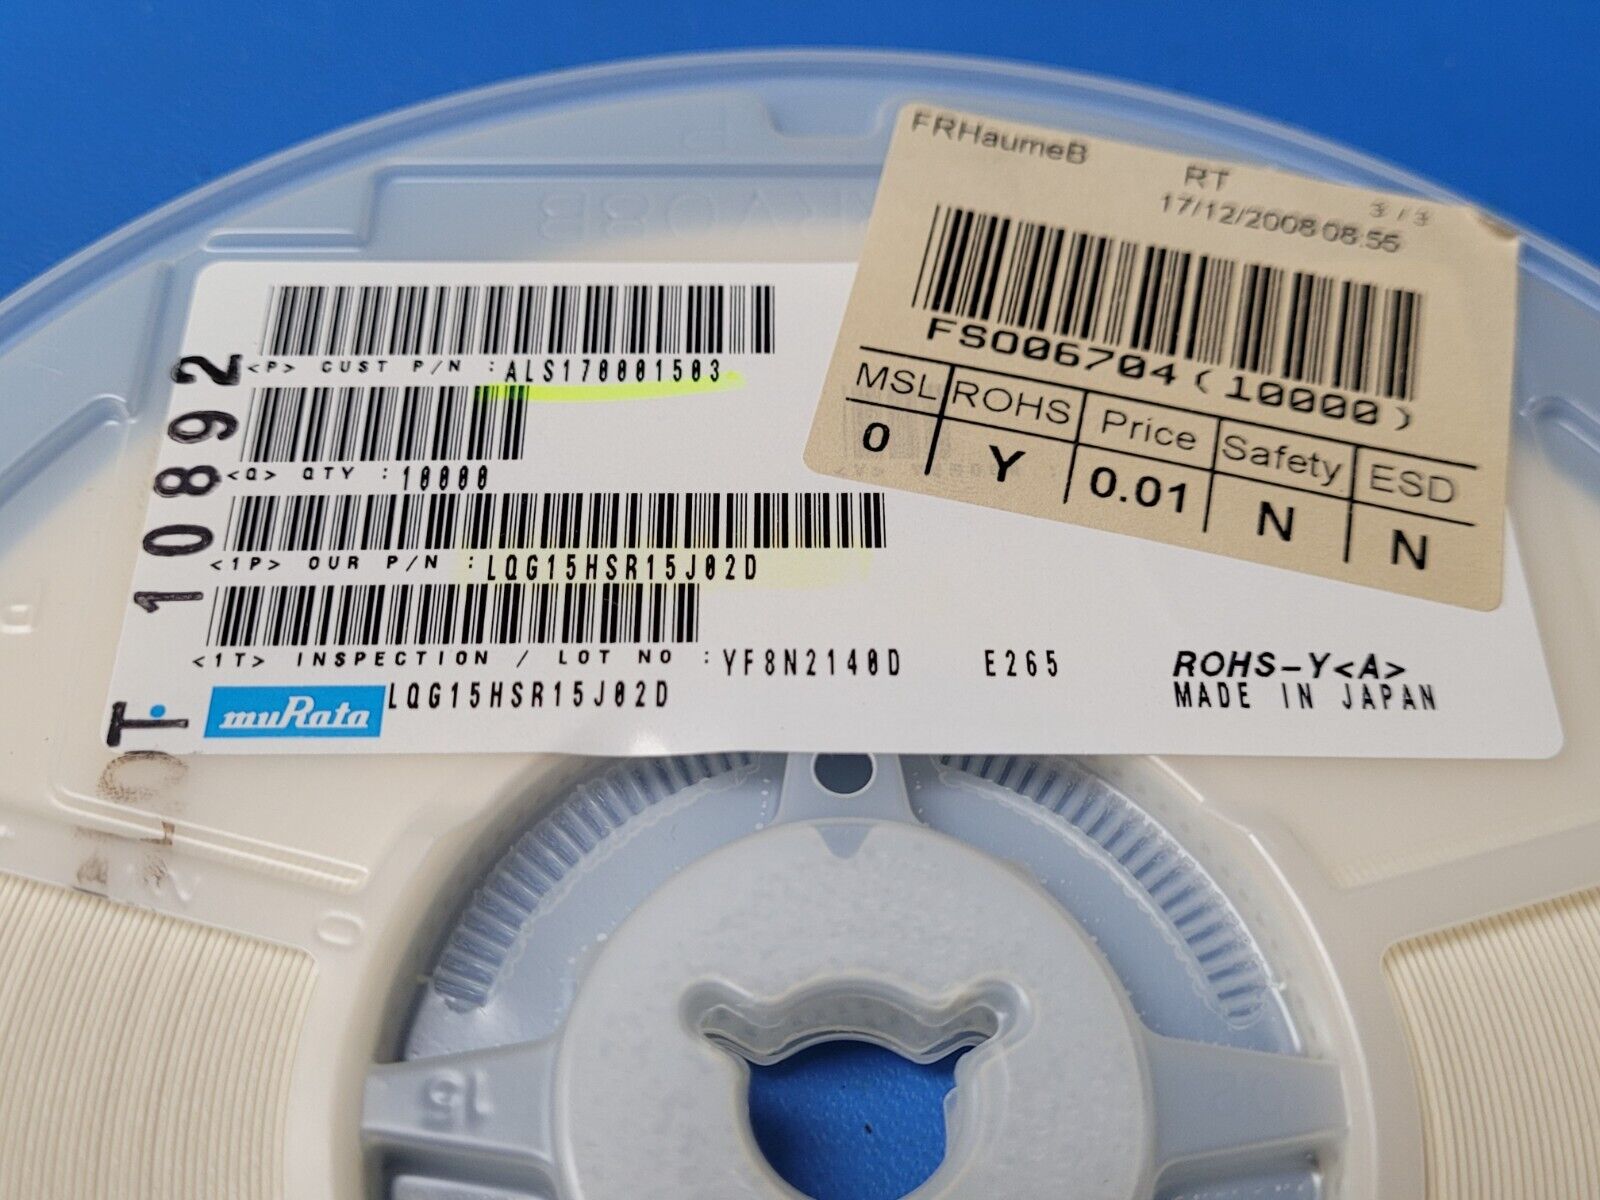 FRHaumeB
RT
3/3
17/12/2008 08:55
FS006704(10000)
MSL ROHS Price Safety ESD
0 Y 0.01 N N
<P> CUST P/N :ALS170001503
<Q> QTY :10000
<1P> OUR P/N :LQG15HSR15J02D
<1T> INSPECTION / LOT NO :YF8N2140D E265 ROHS-Y<A>
muRata LQG15HSR15J02D MADE IN JAPAN
10892
15